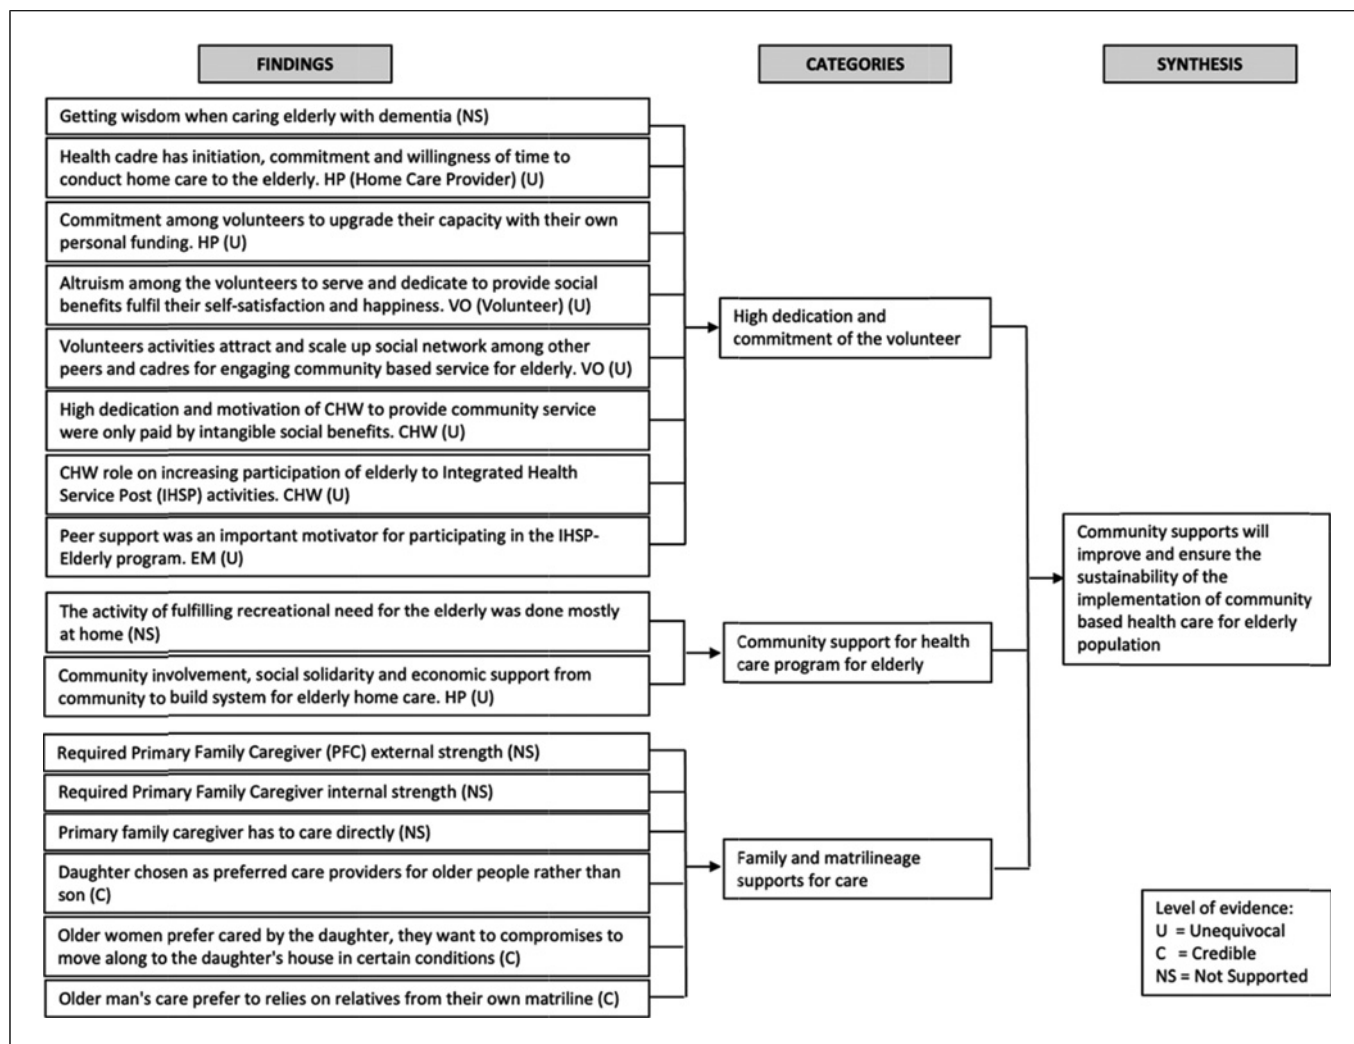 FINDINGS
CATEGORIES
SYNTHESIS
Getting wisdom when caring elderly with dementia (NS)
Health cadre has initiation, commitment and willingness of time to
conduct home care to the elderly. HP (Home Care Provider) (U)
Commitment among volunteers to upgrade their capacity with their own
personal funding. HP (U)
Altruism among the volunteers to serve and dedicate to provide social
benefits fulfil their self-satisfaction and happiness. VO (Volunteer) (U)
Volunteers activities attract and scale up social network among other
peers and cadres for engaging community based service for elderly. VO (U)
High dedication and motivation of CHW to provide community service
were only paid by intangible social benefits. CHW (U)
CHW role on increasing participation of elderly to Integrated Health
Service Post (IHSP) activities. CHW (U)
Peer support was an important motivator for participating in the IHSP-
Elderly program. EM (U)
The activity of fulfilling recreational need for the elderly was done mostly
at home (NS)
Community involvement, social solidarity and economic support from
community to build system for elderly home care. HP (U)
Required Primary Family Caregiver (PFC) external strength (NS)
Required Primary Family Caregiver internal strength (NS)
Primary family caregiver has to care directly (NS)
Daughter chosen as preferred care providers for older people rather than
son (C)
Older women prefer cared by the daughter, they want to compromises to
move along to the daughter's house in certain conditions (C)
Older man's care prefer to relies on relatives from their own matriline (C)
High dedication and
commitment of the volunteer
Community support for health
care program for elderly
Family and matrilineage
supports for care
Community supports will
improve and ensure the
sustainability of the
implementation of community
based health care for elderly
population
Level of evidence:
U = Unequivocal
C = Credible
NS = Not Supported